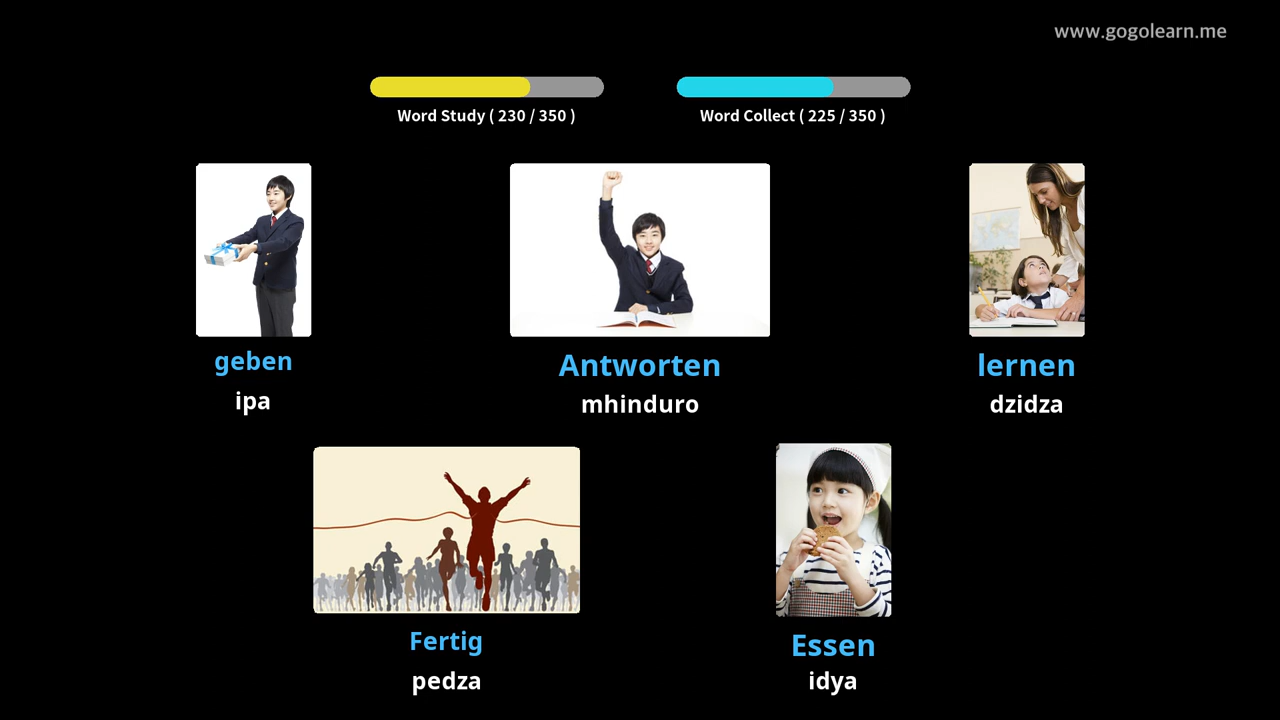 www.gogolearn.me
Word Study ( 230 / 350 )
Word Collect ( 225 / 350 )
geben
ipa
Antworten
mhinduro
lernen
dzidza
Fertig
pedza
Essen
idya